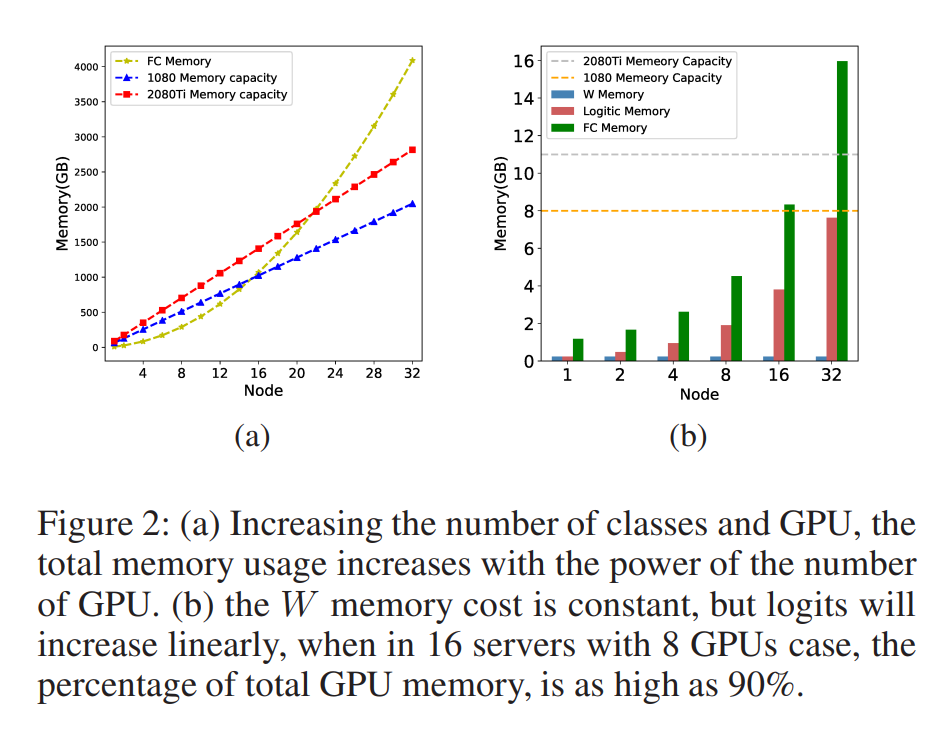 FC Memory
1080 Memory capacity
2080Ti Memory capacity
4000
3500
3000
2500
2000
1500
1000
500
0
Memory(GB)
4 8 12 16 20 24 28 32
Node
(a)
2080Ti Memeory Capacity
1080 Memeory Capacity
W Memory
Logitic Memory
FC Memory
16
14
12
10
8
6
4
2
0
Memory(GB)
1 2 4 8 16 32
Node
(b)
Figure 2: (a) Increasing the number of classes and GPU, the
total memory usage increases with the power of the number
of GPU. (b) the W memory cost is constant, but logits will
increase linearly, when in 16 servers with 8 GPUs case, the
percentage of total GPU memory, is as high as 90%.